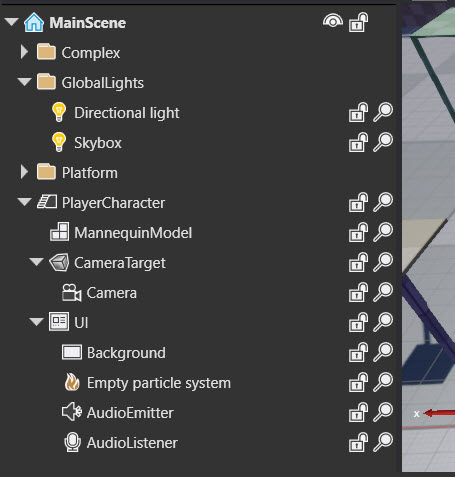 MainScene
Complex
GlobalLights
Directional light
Skybox
Platform
PlayerCharacter
MannequinModel
CameraTarget
Camera
UI
Background
Empty particle system
AudioEmitter
AudioListener
x